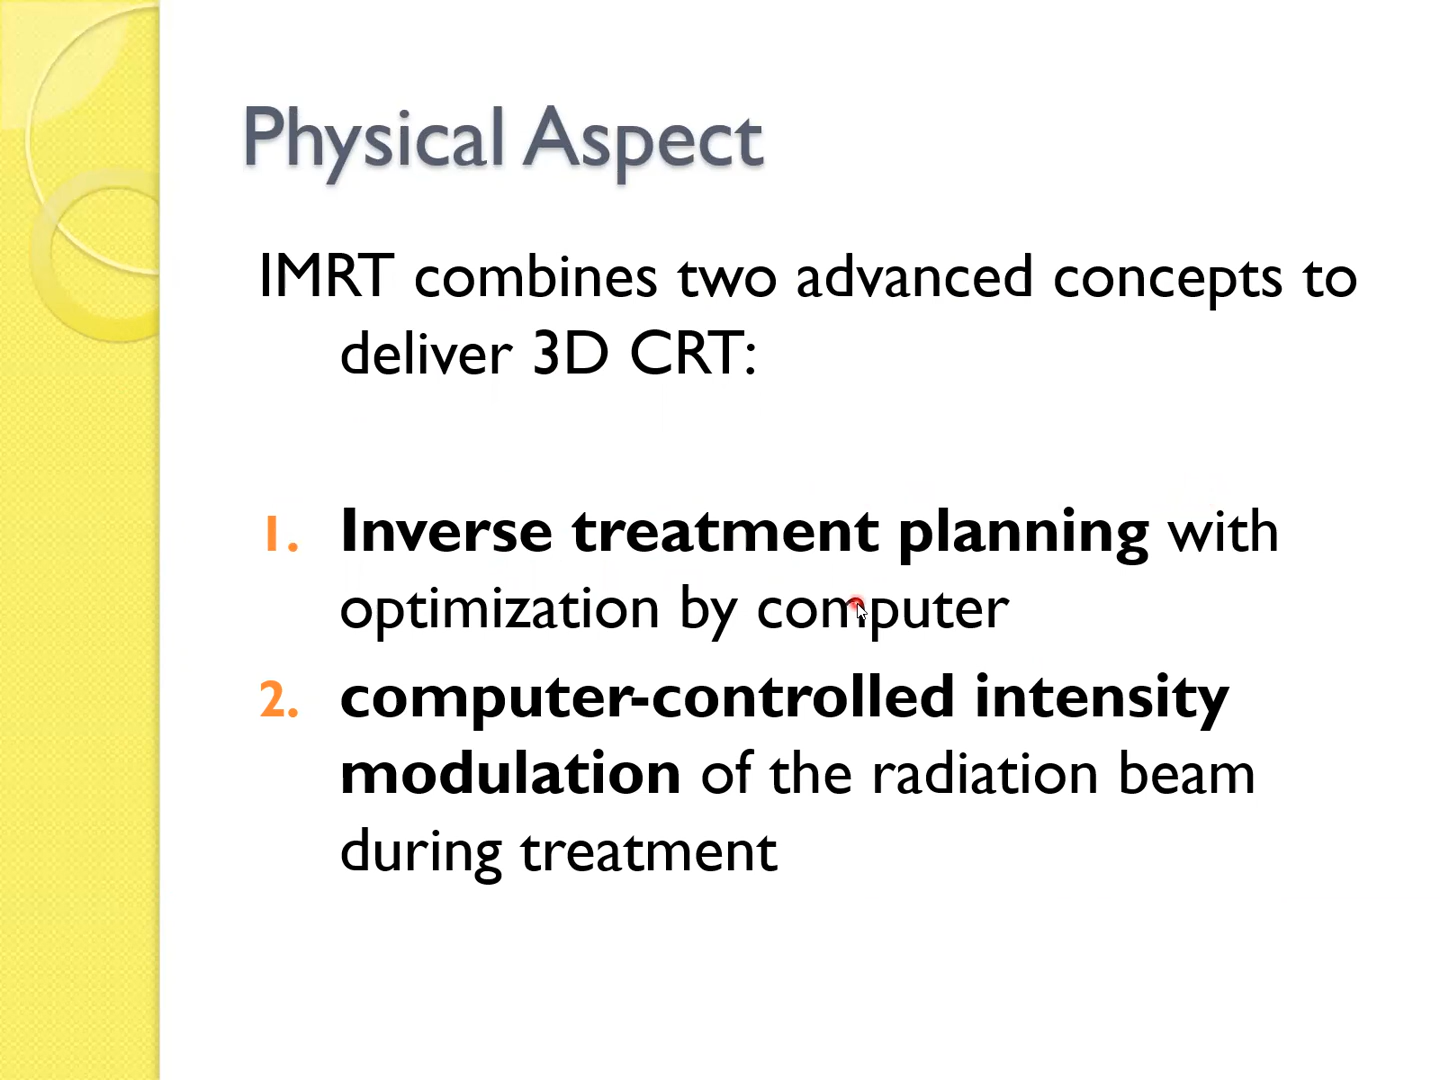 Physical Aspect
IMRT combines two advanced concepts to
deliver 3D CRT:
1. Inverse treatment planning with
optimization by computer
2. computer-controlled intensity
modulation of the radiation beam
during treatment